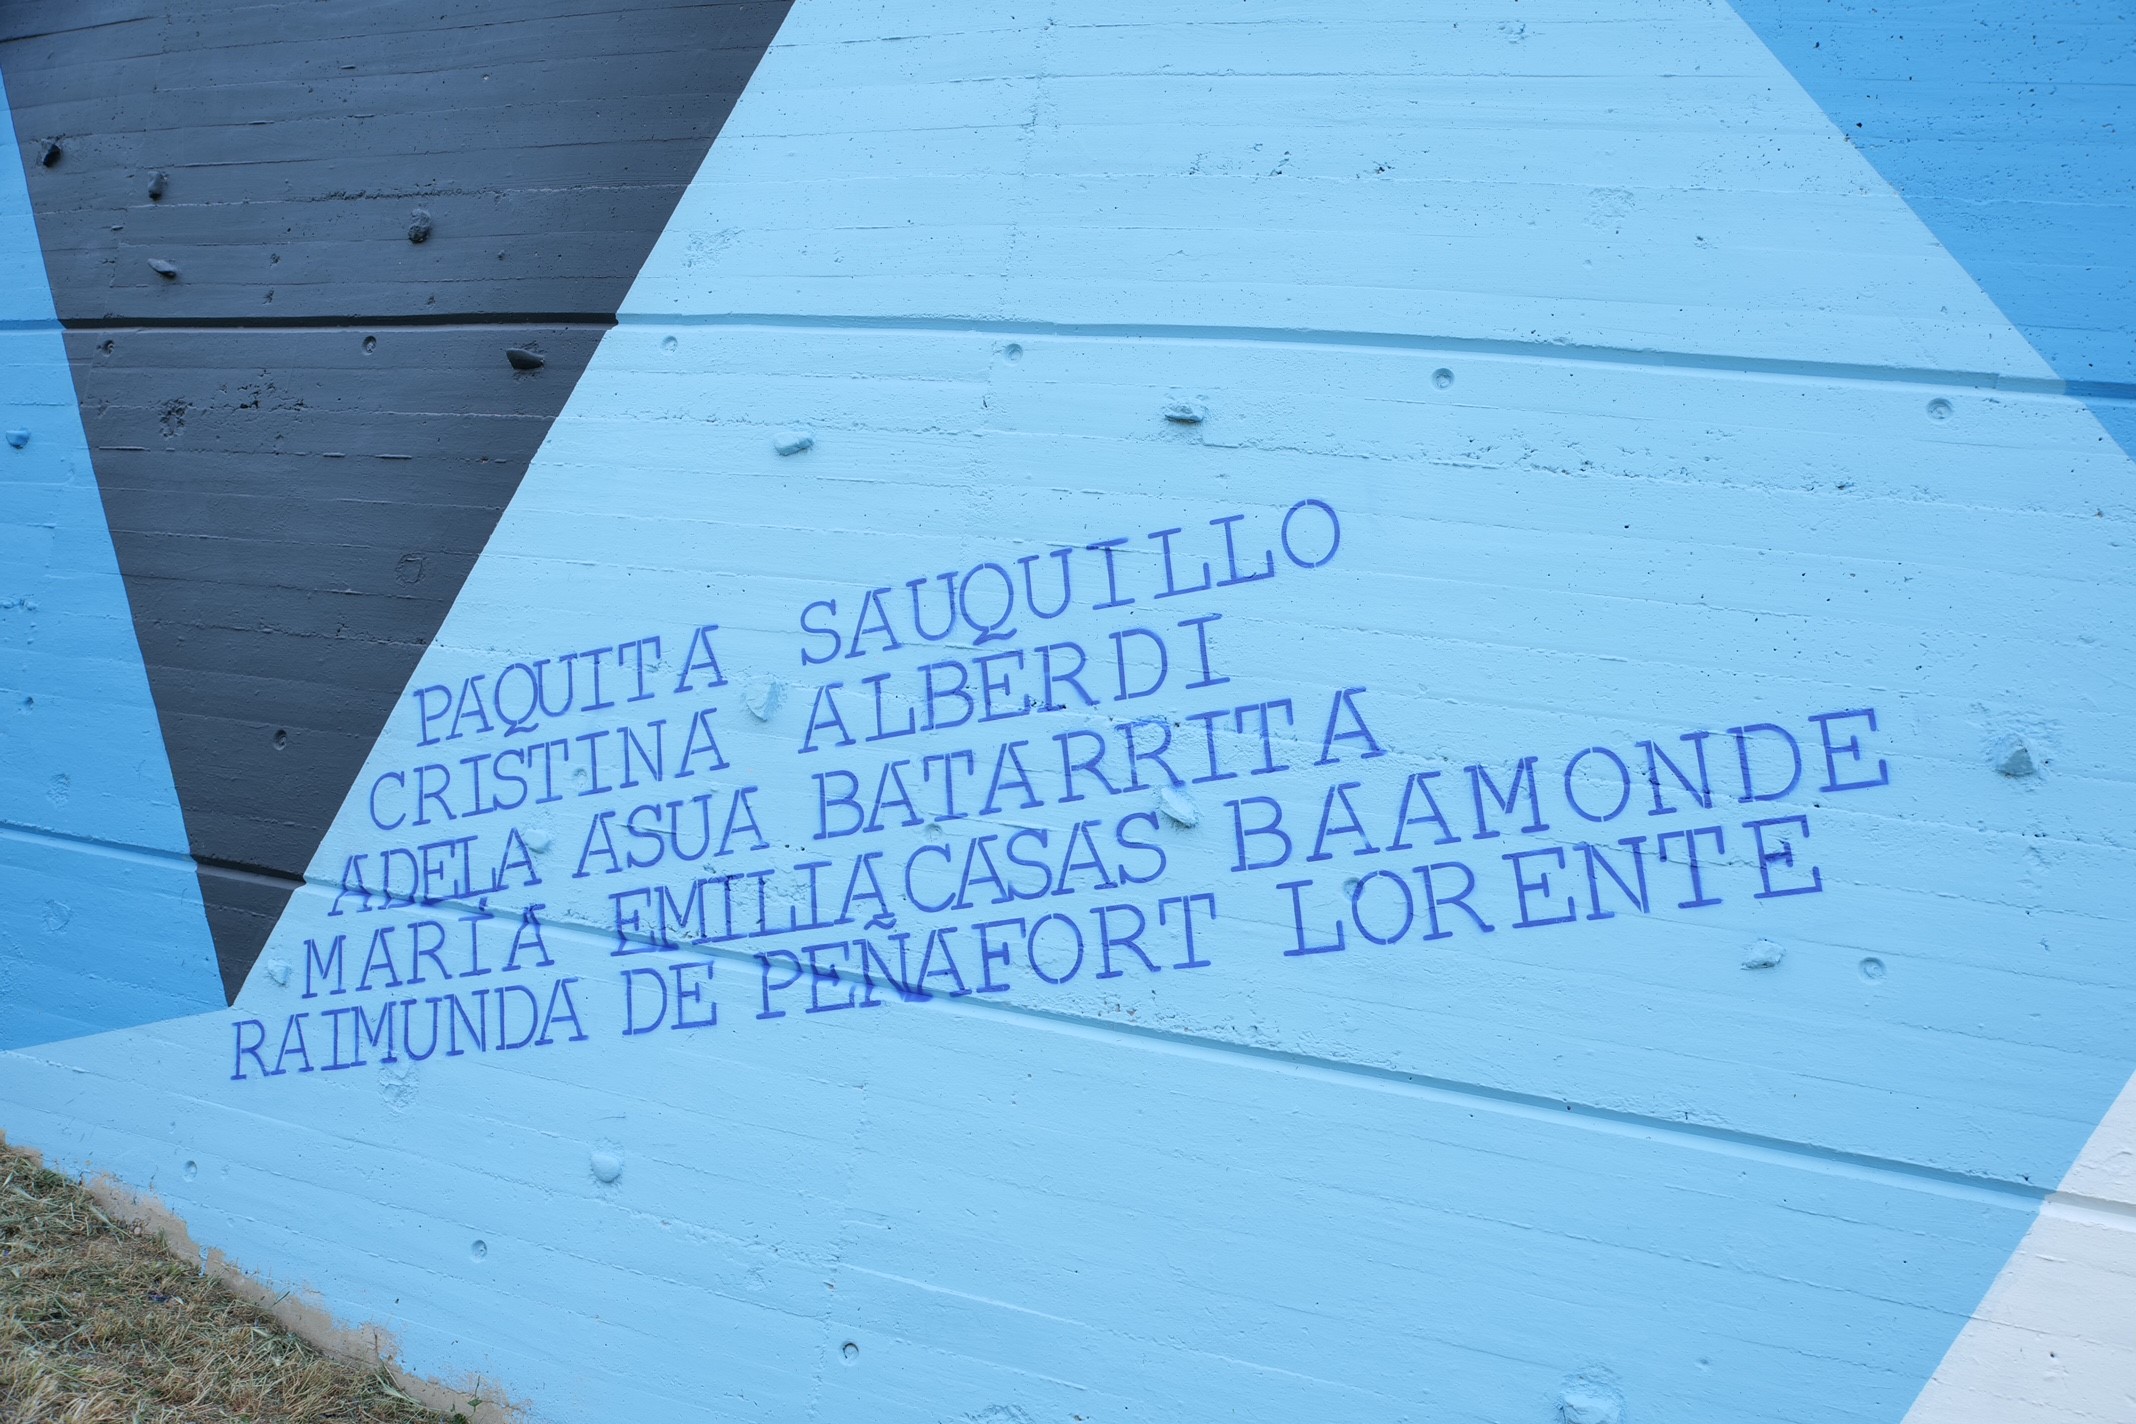 PAQUITA SAUQUILLO
CRISTINA ALBERDI
ADELA ASUA BATARRITA
MARÍA EMILIA CASAS BAAMONDE
RAIMUNDA DE PEÑAFORT LORENTE